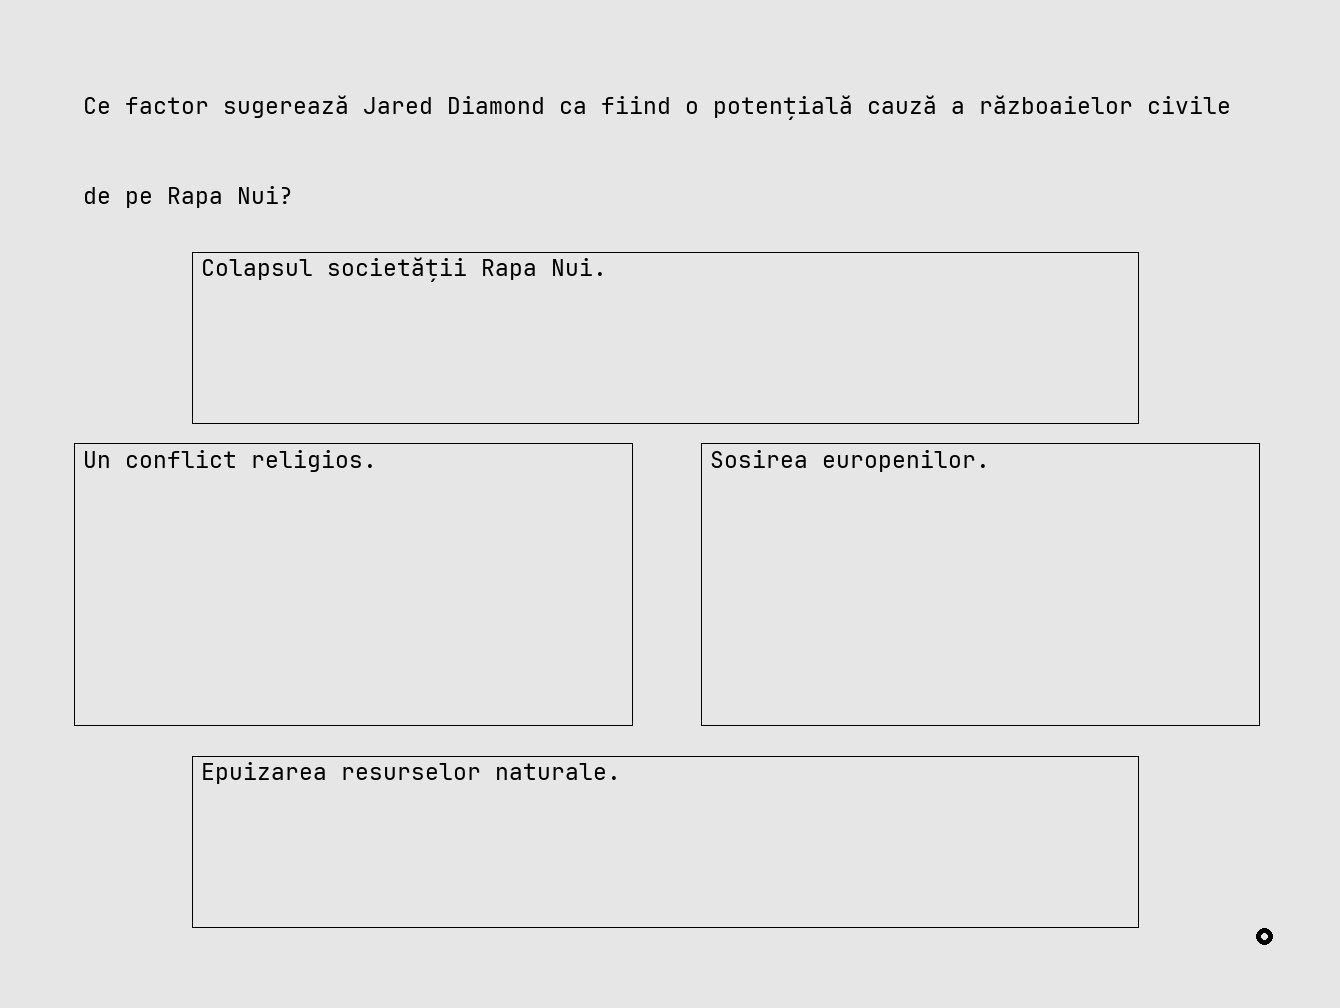 Ce factor sugerează Jared Diamond ca fiind o potențială cauză a războaielor civile
de pe Rapa Nui?
Colapsul societății Rapa Nui.
Un conflict religios.
Sosirea europenilor.
Epuizarea resurselor naturale.